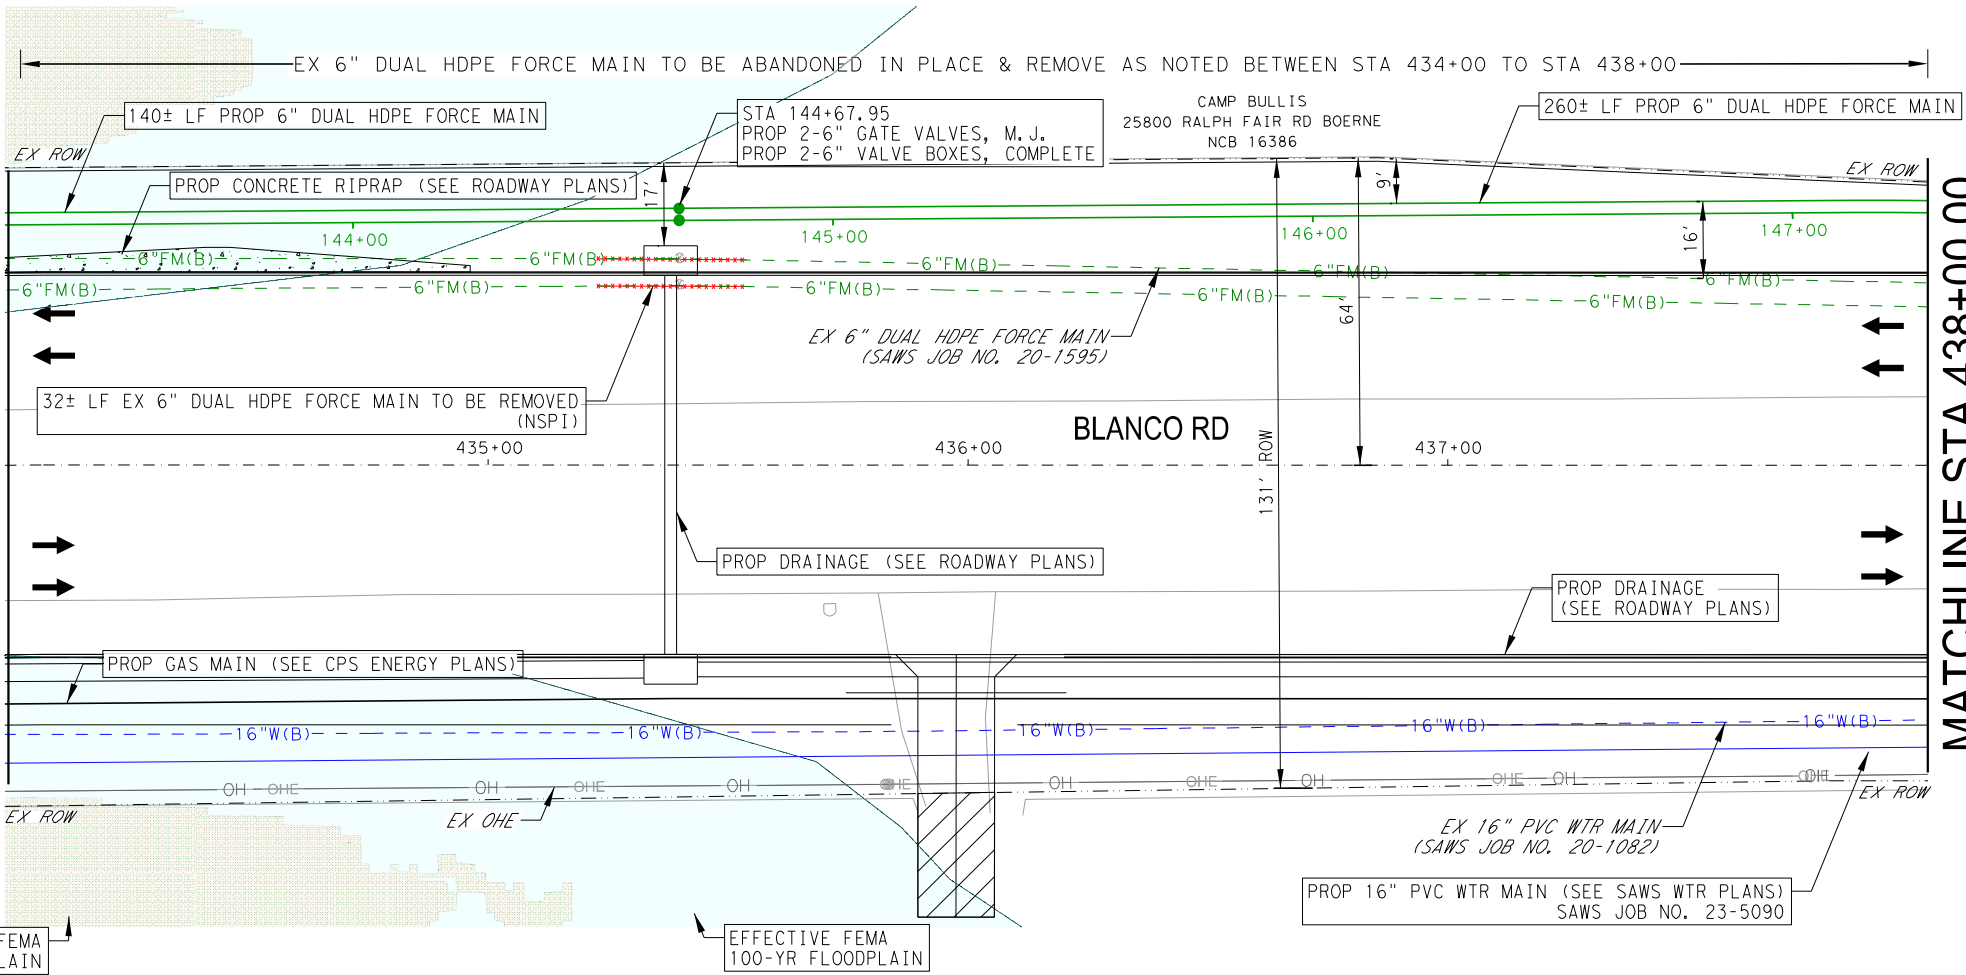 EX 6" DUAL HDPE FORCE MAIN TO BE ABANDONED IN PLACE & REMOVE AS NOTED BETWEEN STA 434+00 TO STA 438+00
140± LF PROP 6" DUAL HDPE FORCE MAIN
STA 144+67.95
PROP 2-6" GATE VALVES, M.J.
PROP 2-6" VALVE BOXES, COMPLETE
CAMP BULLIS
25800 RALPH FAIR RD BOERNE
NCB 16386
260± LF PROP 6" DUAL HDPE FORCE MAIN
EX ROW
EX ROW
PROP CONCRETE RIPRAP (SEE ROADWAY PLANS)
17'
9'
16'
144+00
145+00
146+00
147+00
6"FM(B)
6"FM(B)
6"FM(B)
6"FM(B)
6"FM(B)
6"FM(B)
6"FM(B)
6"FM(B)
6"FM(B)
6"FM(B)
EX 6" DUAL HDPE FORCE MAIN
(SAWS JOB NO. 20-1595)
64'
32± LF EX 6" DUAL HDPE FORCE MAIN TO BE REMOVED
(NSPI)
BLANCO RD
435+00
436+00
437+00
131' ROW
MATCHLINE STA 438+00.00
PROP DRAINAGE (SEE ROADWAY PLANS)
PROP DRAINAGE
(SEE ROADWAY PLANS)
D
PROP GAS MAIN (SEE CPS ENERGY PLANS)
16"W(B)
16"W(B)
16"W(B)
16"W(B)
16"W(B)
OH
OHE
OH
OHE
OH
OHE
OH
OHE
OH
OHE
OH
OHE
EX ROW
EX OHE
EX ROW
EX 16" PVC WTR MAIN
(SAWS JOB NO. 20-1082)
PROP 16" PVC WTR MAIN (SEE SAWS WTR PLANS)
SAWS JOB NO. 23-5090
FEMA
LAIN
EFFECTIVE FEMA
100-YR FLOODPLAIN